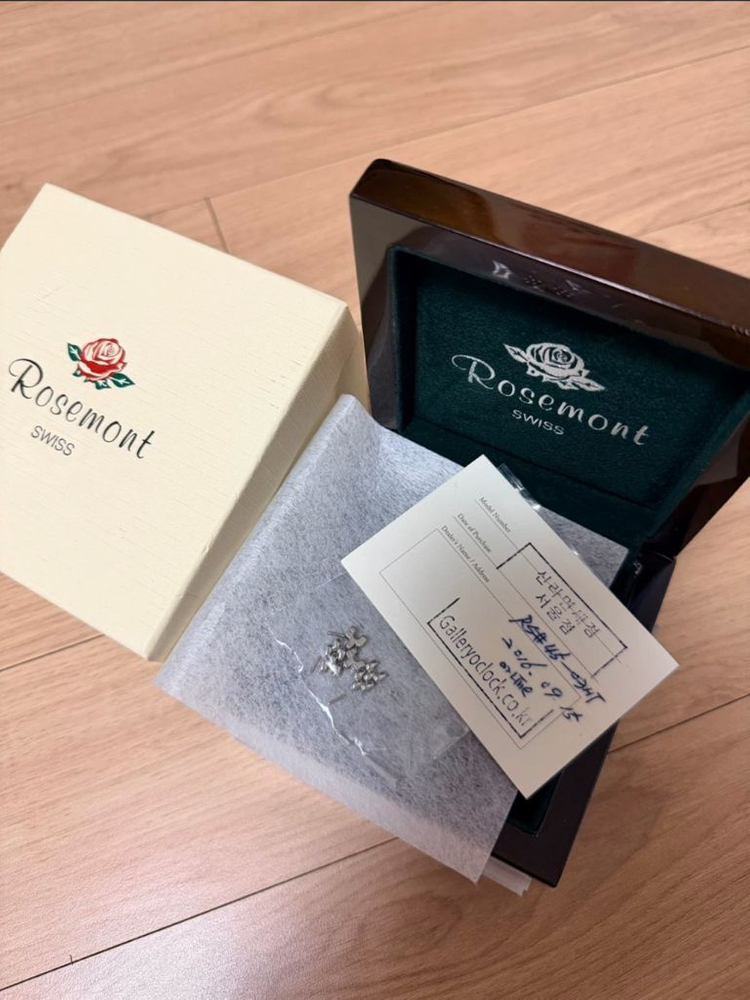 Rosemont
SWISS
Rosemont
SWISS
Model Number
Date of Purchase
Dealer's Name / Address
신라면세점
서울점
2016. 09. 15
online
Galleryoclock.co.kr